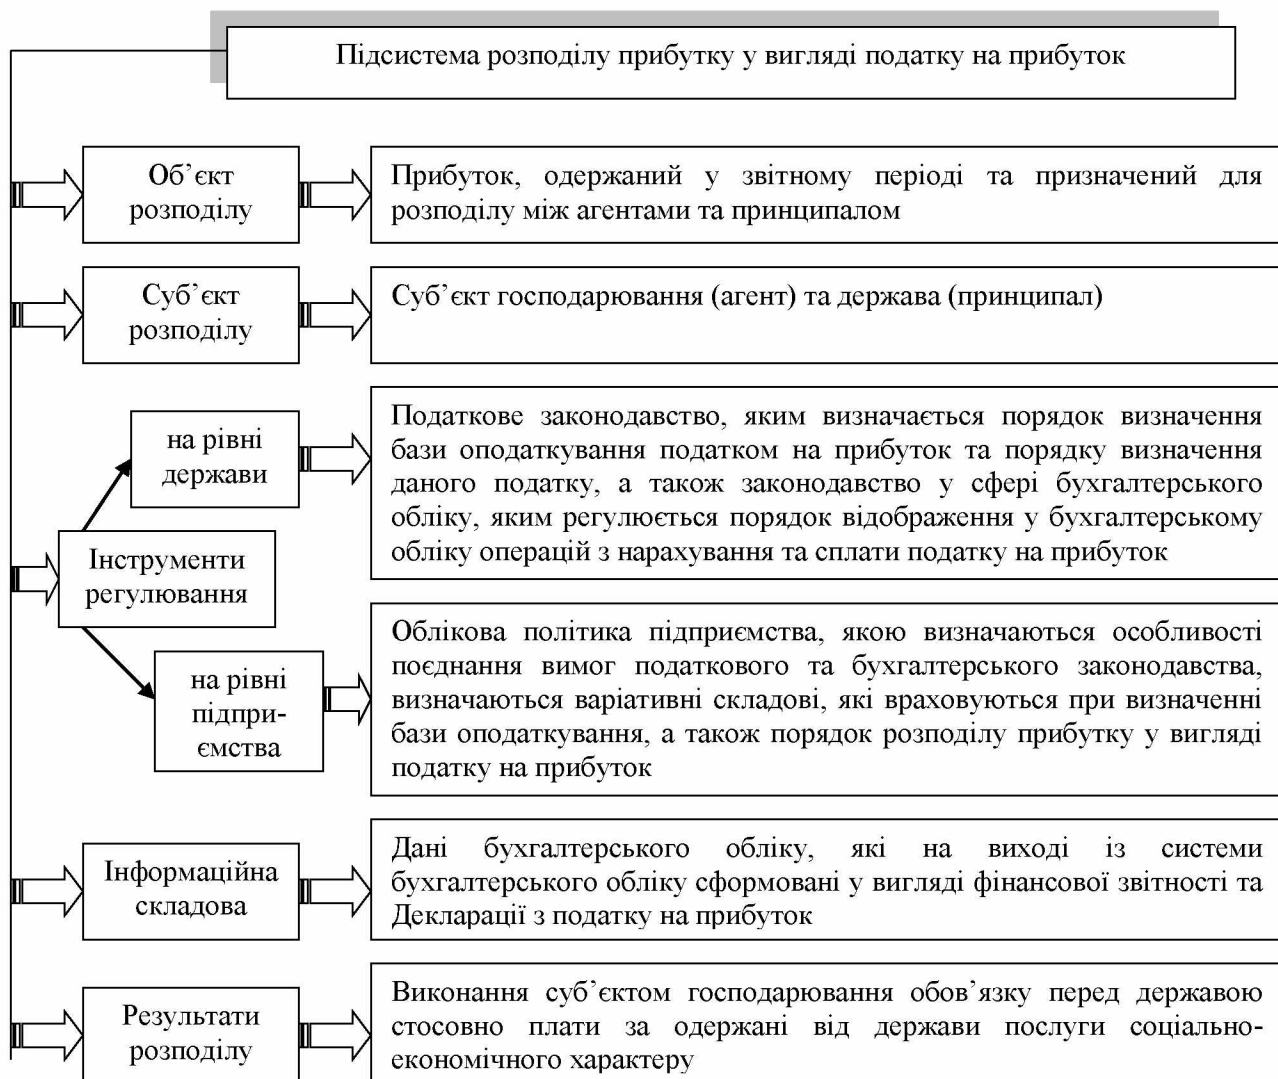 Підсистема розподілу прибутку у вигляді податку на прибуток
Об’єкт
розподілу
Прибуток, одержаний у звітному періоді та призначений для
розподілу між агентами та принципалом
Суб’єкт
розподілу
Суб’єкт господарювання (агент) та держава (принципал)
Інструменти
регулювання
на рівні
держави
Податкове законодавство, яким визначається порядок визначення
бази оподаткування податком на прибуток та порядку визначення
даного податку, а також законодавство у сфері бухгалтерського
обліку, яким регулюється порядок відображення у бухгалтерському
обліку операцій з нарахування та сплати податку на прибуток
на рівні
підпри-
ємства
Облікова політика підприємства, якою визначаються особливості
поєднання вимог податкового та бухгалтерського законодавства,
визначаються варіативні складові, які враховуються при визначенні
бази оподаткування, а також порядок розподілу прибутку у вигляді
податку на прибуток
Інформаційна
складова
Дані бухгалтерського обліку, які на виході із системи
бухгалтерського обліку сформовані у вигляді фінансової звітності та
Декларації з податку на прибуток
Результати
розподілу
Виконання суб’єктом господарювання обов’язку перед державою
стосовно плати за одержані від держави послуги соціально-
економічного характеру